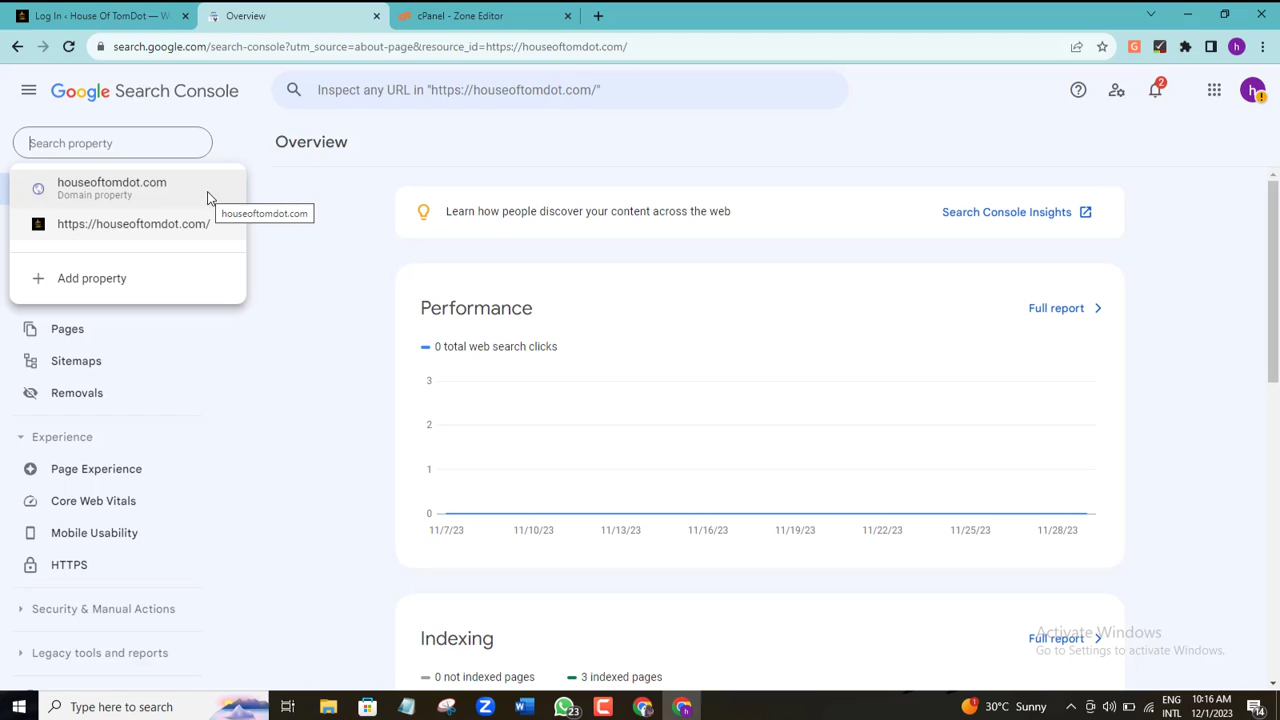 Log In ‹ House Of TomDot — W
Overview
cPanel - Zone Editor
search.google.com/search-console?utm_source=about-page&resource_id=https://houseoftomdot.com/
h
Google Search Console
Inspect any URL in "https://houseoftomdot.com/"
2
h
Search property
Overview
houseoftomdot.com
Domain property
houseoftomdot.com
https://houseoftomdot.com/
Add property
Learn how people discover your content across the web
Search Console Insights
Performance
Full report
0 total web search clicks
3
2
1
0
11/7/23 11/10/23 11/13/23 11/16/23 11/19/23 11/22/23 11/25/23 11/28/23
Pages
Sitemaps
Removals
Experience
Page Experience
Core Web Vitals
Mobile Usability
HTTPS
Security & Manual Actions
Legacy tools and reports
Indexing
Full report
0 not indexed pages 3 indexed pages
Activate Windows
Go to Settings to activate Windows.
Type here to search
23
30°C Sunny
ENG
INTL
10:16 AM
12/1/2023
14